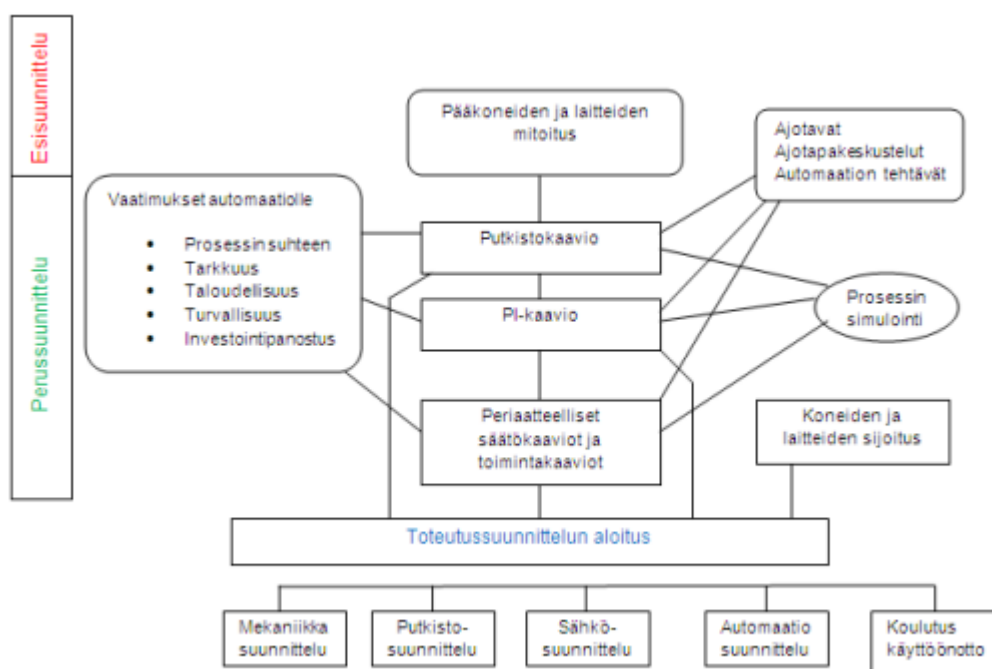 Esisuunnittelu
Perussuunnittelu
Pääkoneiden ja laitteiden
mitoitus
Ajotavat
Ajotapakeskustelut
Automaation tehtävät
Vaatimukset automaatiolle
• Prosessin suhteen
• Tarkkuus
• Taloudellisuus
• Turvallisuus
• Investointipanostus
Putkistokaavio
PI-kaavio
Prosessin
simulointi
Periaatteelliset
säätökaaviot ja
toimintakaaviot
Koneiden ja
laitteiden sijoitus
Toteutussuunnittelun aloitus
Mekaniikka
suunnittelu
Putkisto-
suunnittelu
Sähkö-
suunnittelu
Automaatio
suunnittelu
Koulutus
käyttöönotto